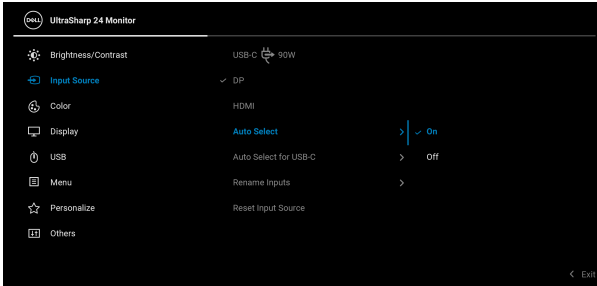 DELL UltraSharp 24 Monitor
Brightness/Contrast
USB-C 90W
Input Source
DP
Color
HDMI
Display
Auto Select
On
USB
Auto Select for USB-C
Off
Menu
Rename Inputs
Personalize
Reset Input Source
Others
Exit